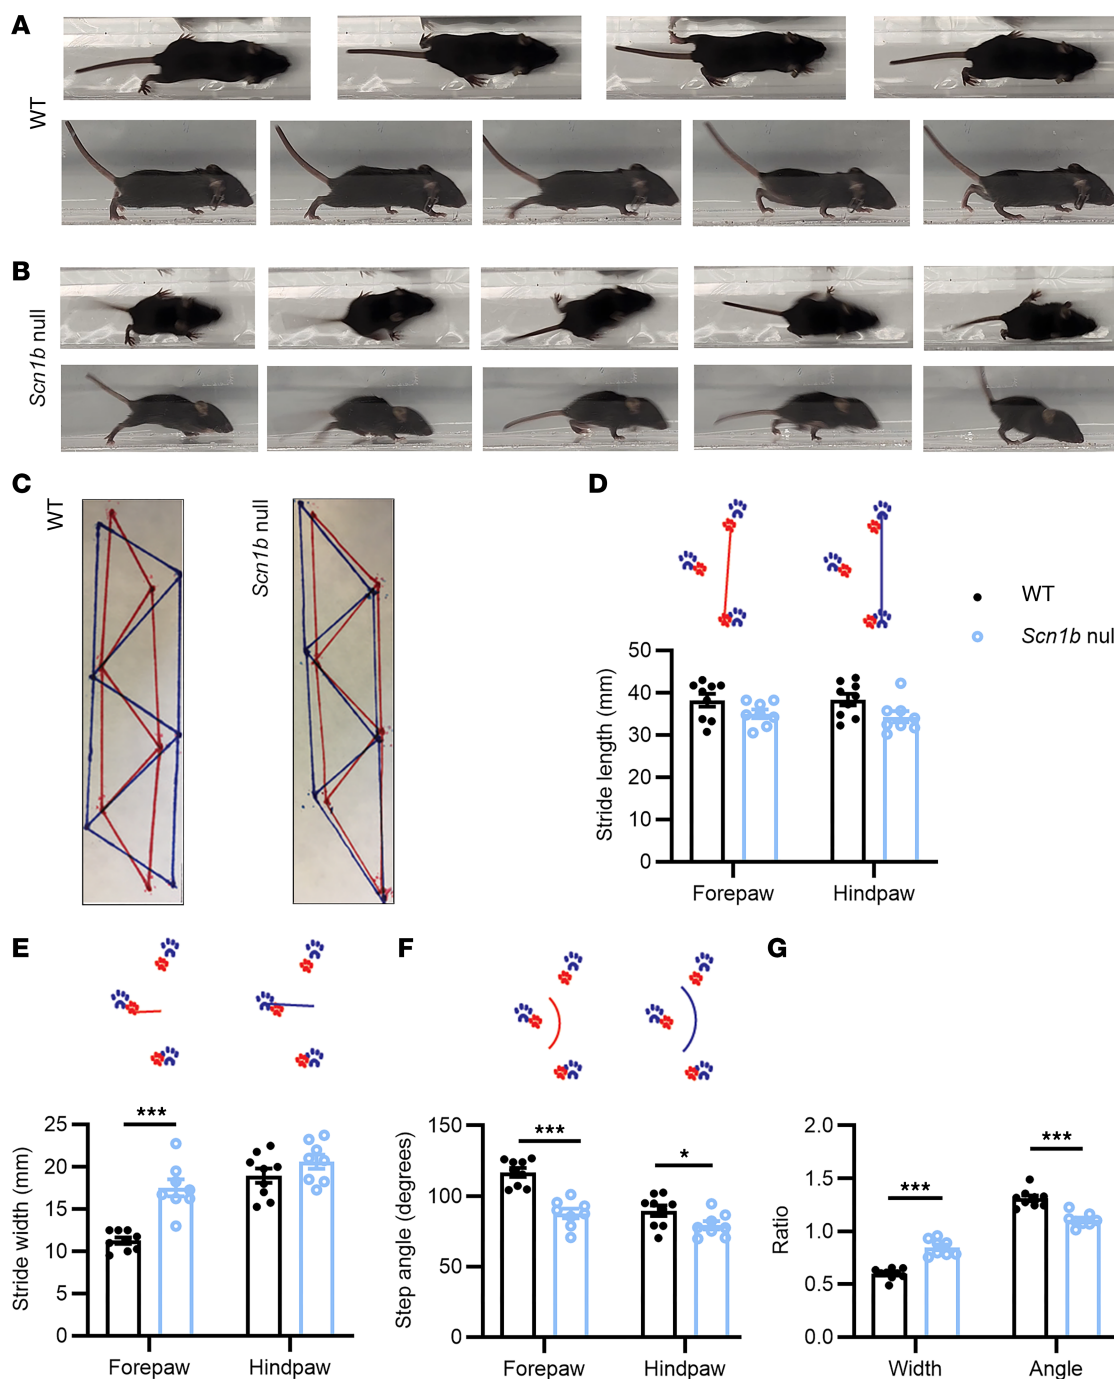 A
WT
B
Scn1b null
C
WT
Scn1b null
D
WT
Scn1b nul
Stride length (mm)
50
40
30
20
10
0
Forepaw
Hindpaw
E
***
Stride width (mm)
25
20
15
10
5
0
Forepaw
Hindpaw
F
***
*
Step angle (degrees)
150
100
50
0
Forepaw
Hindpaw
G
***
***
Ratio
2.0
1.5
1.0
0.5
0.0
Width
Angle